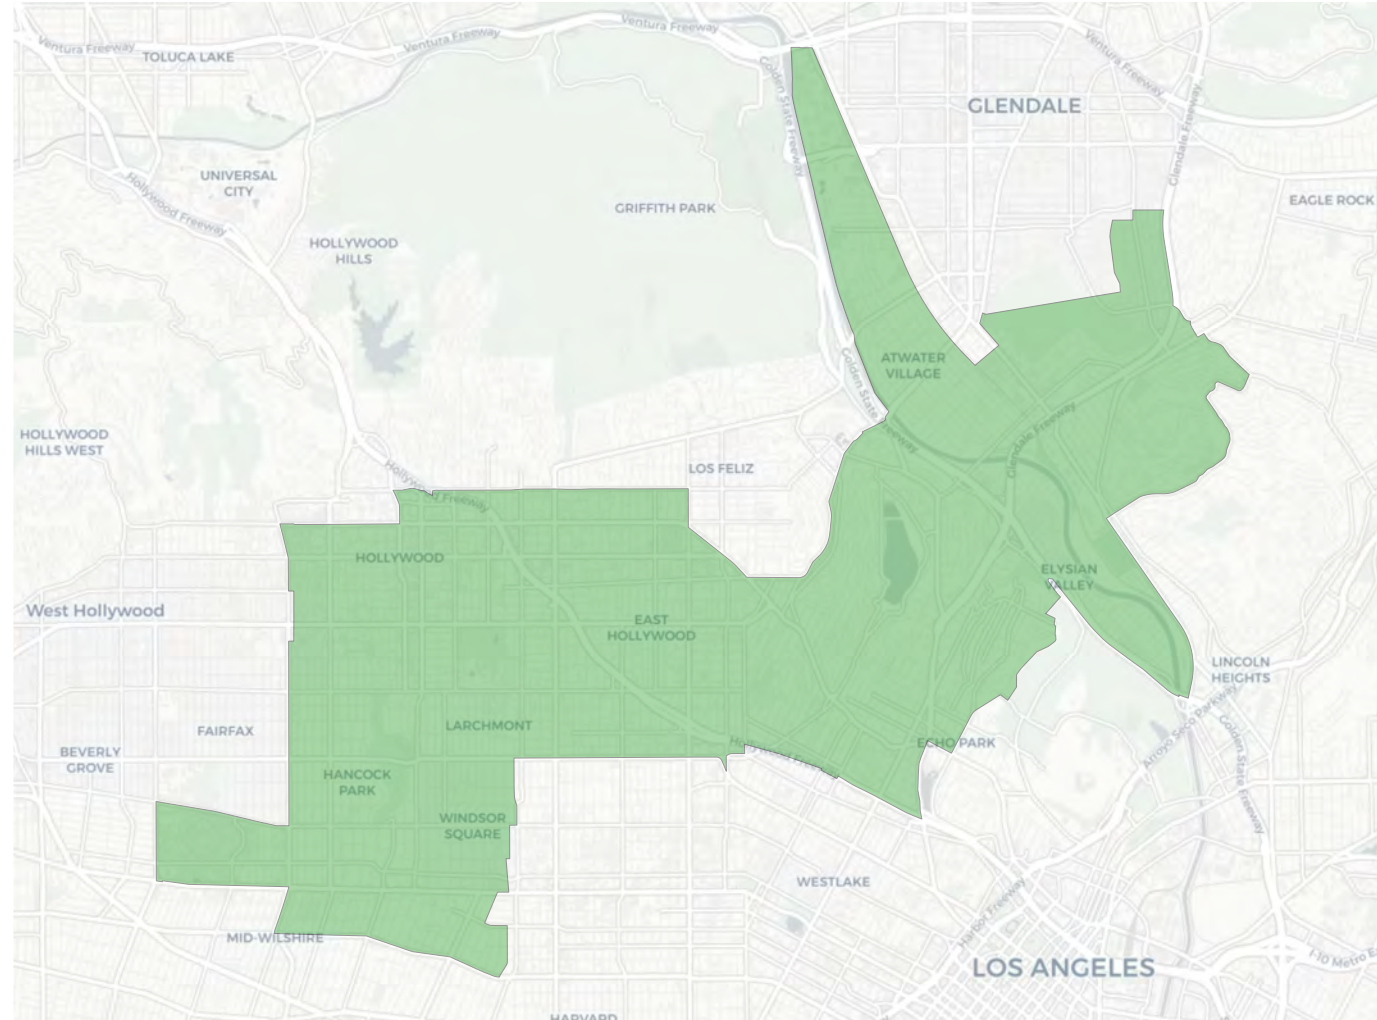 Ventura Freeway
Ventura Freeway
Ventura Freeway
TOLUCA LAKE
Ventura Freeway
Golden State Freeway
GLENDALE
Glendale Freeway
UNIVERSAL
CITY
Hollywood Freeway
EAGLE ROCK
GRIFFITH PARK
HOLLYWOOD
HILLS
ATWATER
VILLAGE
Golden State Freeway
Glendale Freeway
HOLLYWOOD
HILLS WEST
LOS FELIZ
Hollywood Freeway
HOLLYWOOD
ELYSIAN
VALLEY
West Hollywood
EAST
HOLLYWOOD
LINCOLN
HEIGHTS
Arroyo Seco Parkway
Golden State Freeway
FAIRFAX
LARCHMONT
BEVERLY
GROVE
Hollywood
ECHO PARK
HANCOCK
PARK
WINDSOR
SQUARE
WESTLAKE
Harbor Freeway
MID-WILSHIRE
LOS ANGELES
I-10 Metro
HARVARD